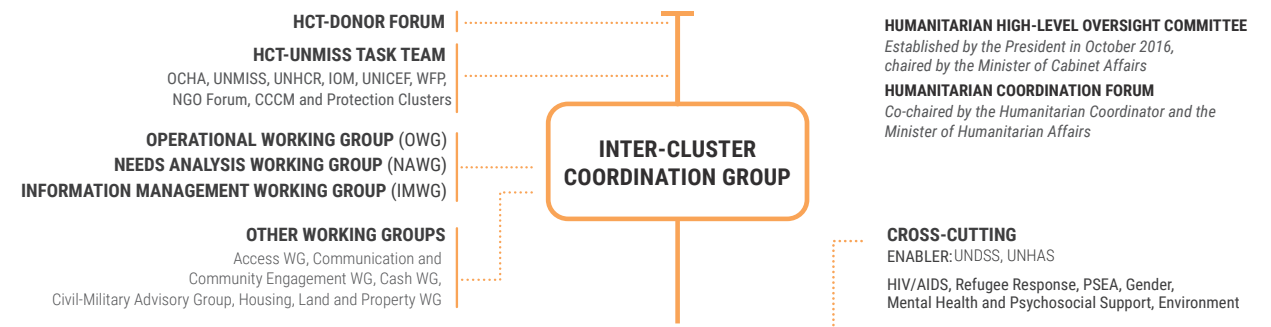 HCT-DONOR FORUM
HCT-UNMISS TASK TEAM
OCHA, UNMISS, UNHCR, IOM, UNICEF, WFP,
NGO Forum, CCCM and Protection Clusters
OPERATIONAL WORKING GROUP (OWG)
NEEDS ANALYSIS WORKING GROUP (NAWG)
INFORMATION MANAGEMENT WORKING GROUP (IMWG)
OTHER WORKING GROUPS
Access WG, Communication and
Community Engagement WG, Cash WG,
Civil-Military Advisory Group, Housing, Land and Property WG
INTER-CLUSTER
COORDINATION GROUP
HUMANITARIAN HIGH-LEVEL OVERSIGHT COMMITTEE
Established by the President in October 2016,
chaired by the Minister of Cabinet Affairs
HUMANITARIAN COORDINATION FORUM
Co-chaired by the Humanitarian Coordinator and the
Minister of Humanitarian Affairs
CROSS-CUTTING
ENABLER: UNDSS, UNHAS
HIV/AIDS, Refugee Response, PSEA, Gender,
Mental Health and Psychosocial Support, Environment